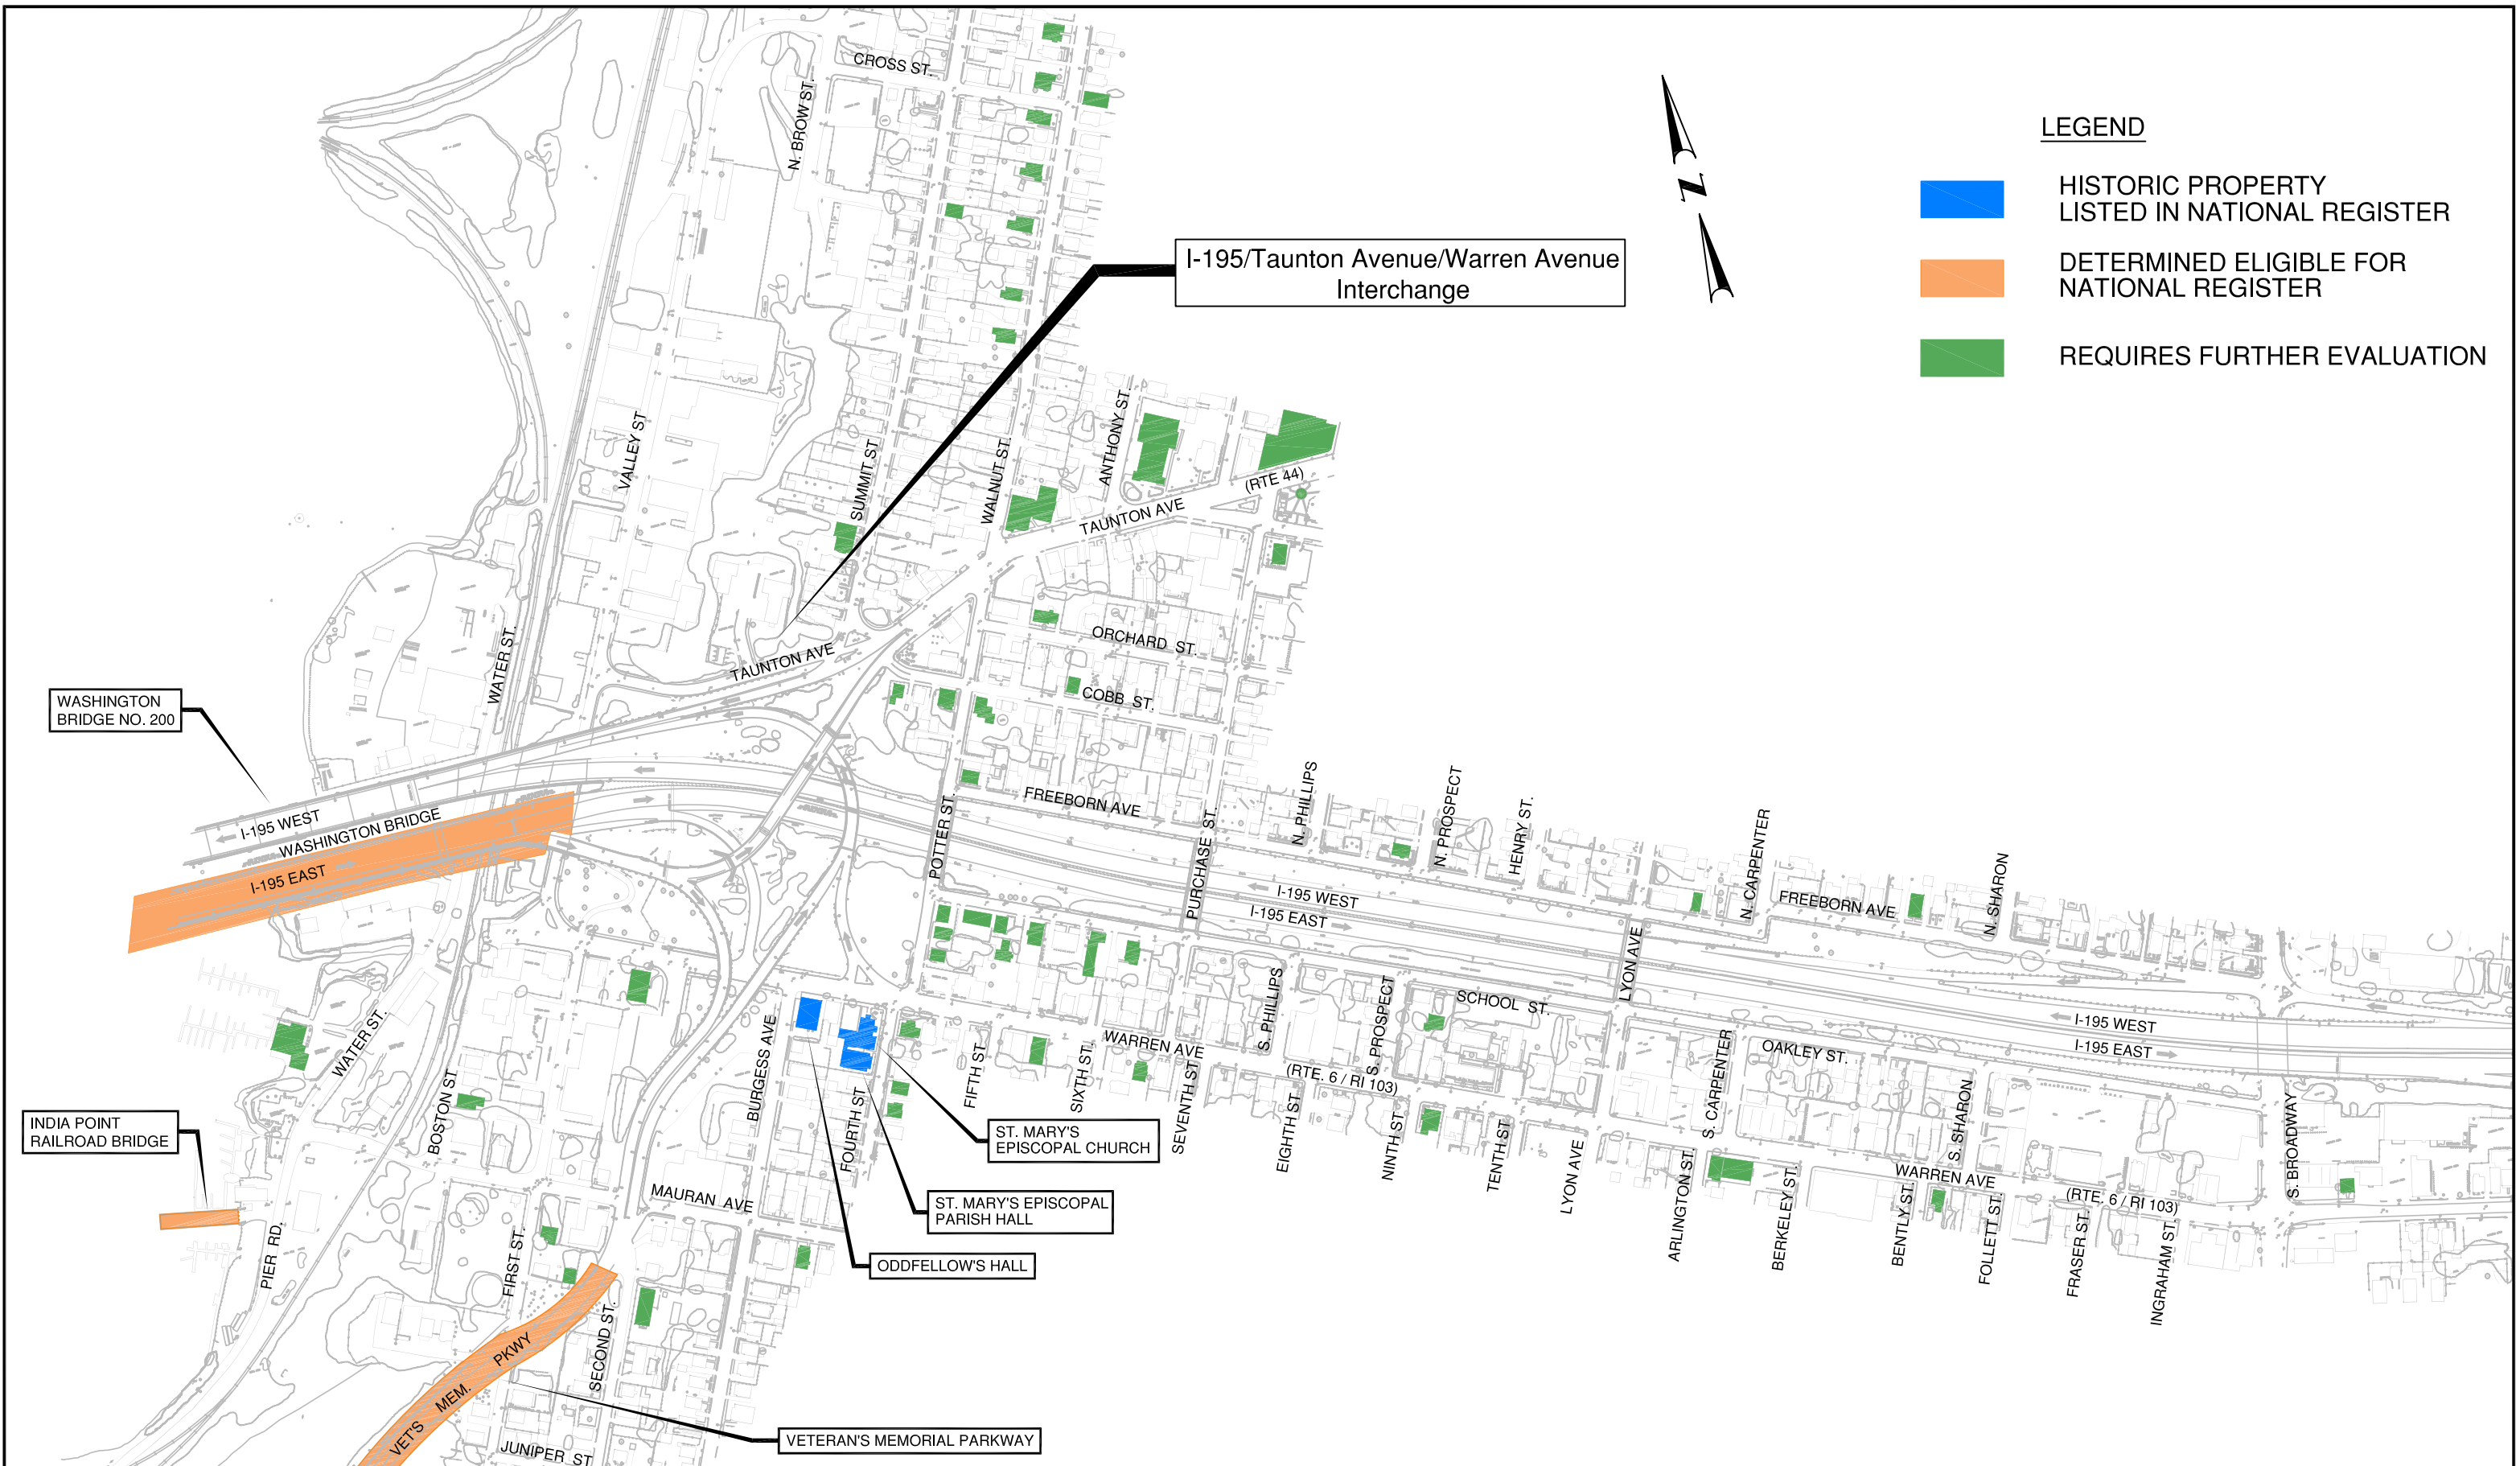 CROSS ST.
N. BROW ST.
LEGEND
HISTORIC PROPERTY
LISTED IN NATIONAL REGISTER
DETERMINED ELIGIBLE FOR
NATIONAL REGISTER
REQUIRES FURTHER EVALUATION
N
I-195/Taunton Avenue/Warren Avenue
Interchange
VALLEY ST
SUMMIT ST
WALNUT ST.
ANTHONY ST.
(RTE 44)
TAUNTON AVE
WATER ST.
TAUNTON AVE
ORCHARD ST.
COBB ST.
WASHINGTON
BRIDGE NO. 200
I-195 WEST
WASHINGTON BRIDGE
I-195 EAST
FREEBORN AVE
POTTER ST.
PURCHASE ST.
N. PHILLIPS
N. PROSPECT
HENRY ST.
N. CARPENTER
FREEBORN AVE
N. SHARON
I-195 WEST
I-195 EAST
LYON AVE
SCHOOL ST.
S. PHILLIPS
S. PROSPECT
I-195 WEST
I-195 EAST
OAKLEY ST.
S. CARPENTER
S. SHARON
S. BROADWAY
WATER ST.
BOSTON ST
BURGESS AVE
FOURTH ST
FIFTH ST.
SIXTH ST.
WARREN AVE
(RTE. 6 / RI 103)
SEVENTH ST.
EIGHTH ST.
NINTH ST
TENTH ST
LYON AVE
ARLINGTON ST.
BERKELEY ST.
WARREN AVE
(RTE. 6 / RI 103)
BENTLY ST.
FOLLETT ST.
FRASER ST.
INGRAHAM ST.
INDIA POINT
RAILROAD BRIDGE
ST. MARY'S
EPISCOPAL CHURCH
ST. MARY'S EPISCOPAL
PARISH HALL
ODDFELLOW'S HALL
MAURAN AVE
PIER RD.
FIRST ST.
SECOND ST.
VET'S MEM. PKWY
VETERAN'S MEMORIAL PARKWAY
JUNIPER ST